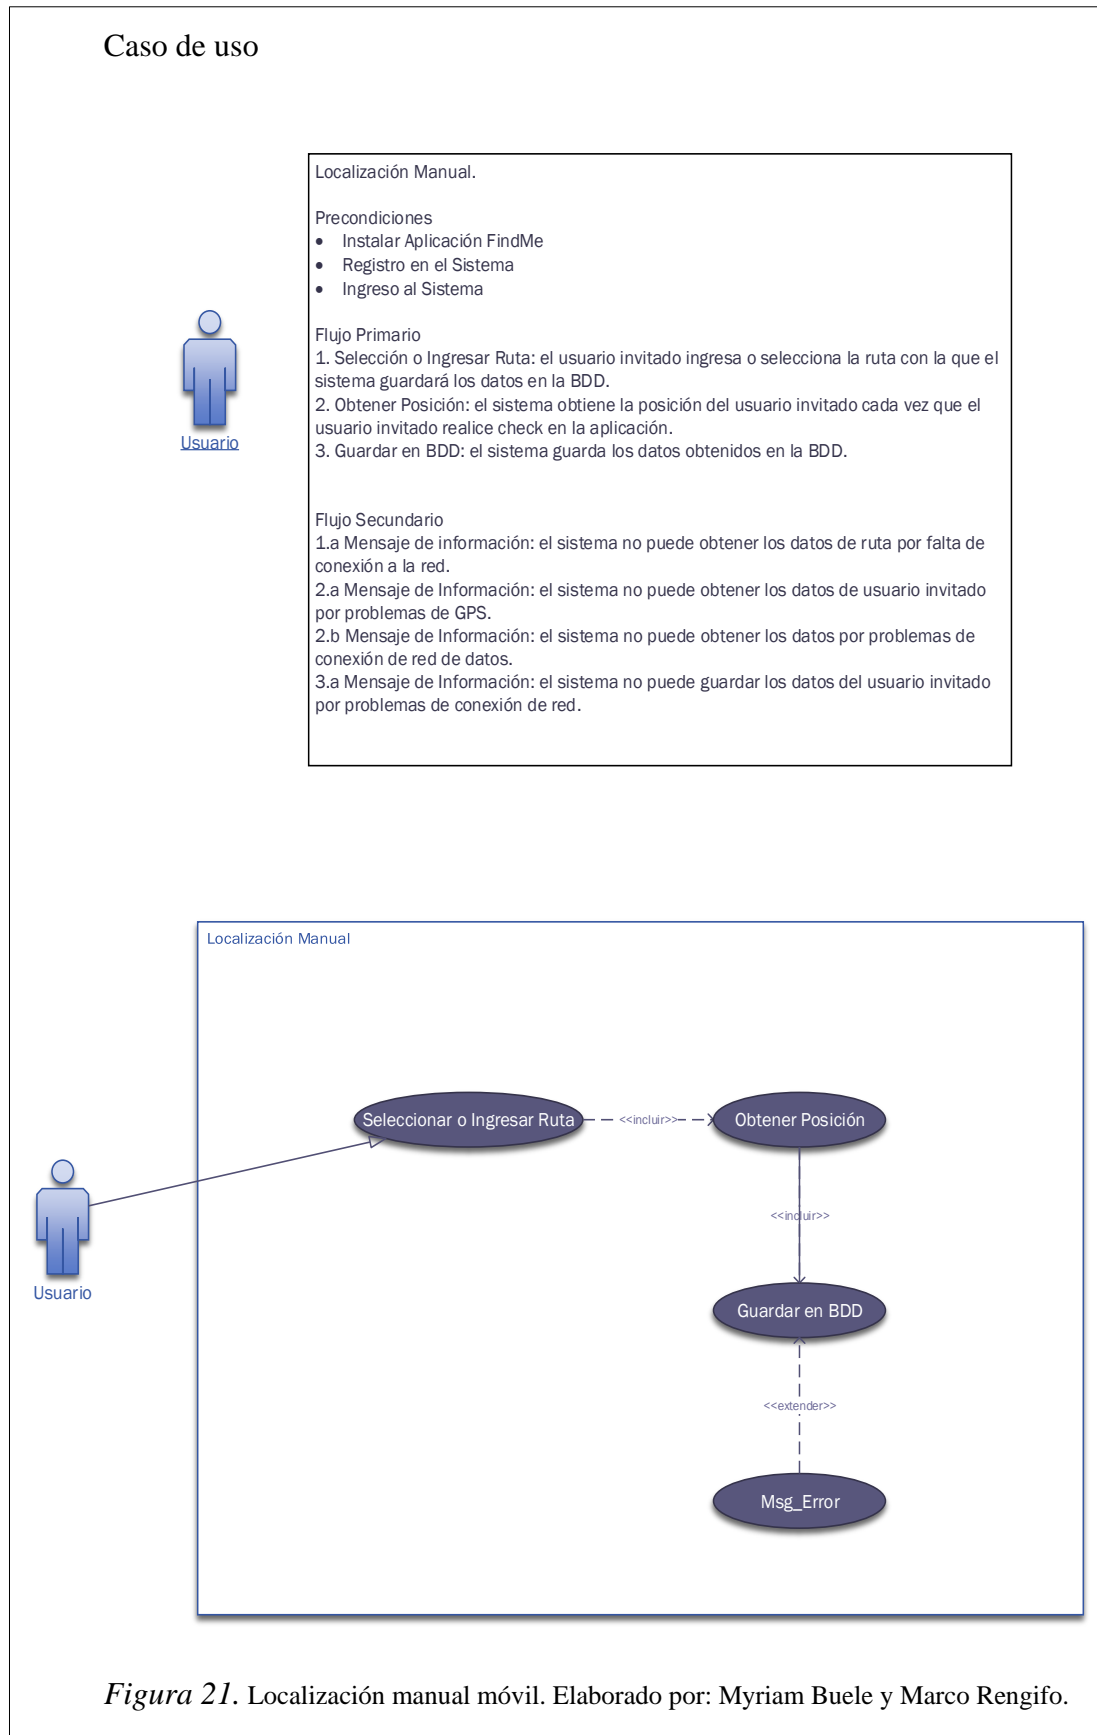 Caso de uso
Localización Manual.
Precondiciones
• Instalar Aplicación FindMe
• Registro en el Sistema
• Ingreso al Sistema
Flujo Primario
1. Selección o Ingresar Ruta: el usuario invitado ingresa o selecciona la ruta con la que el
sistema guardará los datos en la BDD.
2. Obtener Posición: el sistema obtiene la posición del usuario invitado cada vez que el
usuario invitado realice check en la aplicación.
3. Guardar en BDD: el sistema guarda los datos obtenidos en la BDD.
Usuario
Flujo Secundario
1.a Mensaje de información: el sistema no puede obtener los datos de ruta por falta de
conexión a la red.
2.a Mensaje de Información: el sistema no puede obtener los datos de usuario invitado
por problemas de GPS.
2.b Mensaje de Información: el sistema no puede obtener los datos por problemas de
conexión de red de datos.
3.a Mensaje de Información: el sistema no puede guardar los datos del usuario invitado
por problemas de conexión de red.
Localización Manual
Seleccionar o Ingresar Ruta
<<incluir>>
Obtener Posición
<<incluir>>
Usuario
Guardar en BDD
<<extender>>
Msg_Error
Figura 21. Localización manual móvil. Elaborado por: Myriam Buele y Marco Rengifo.